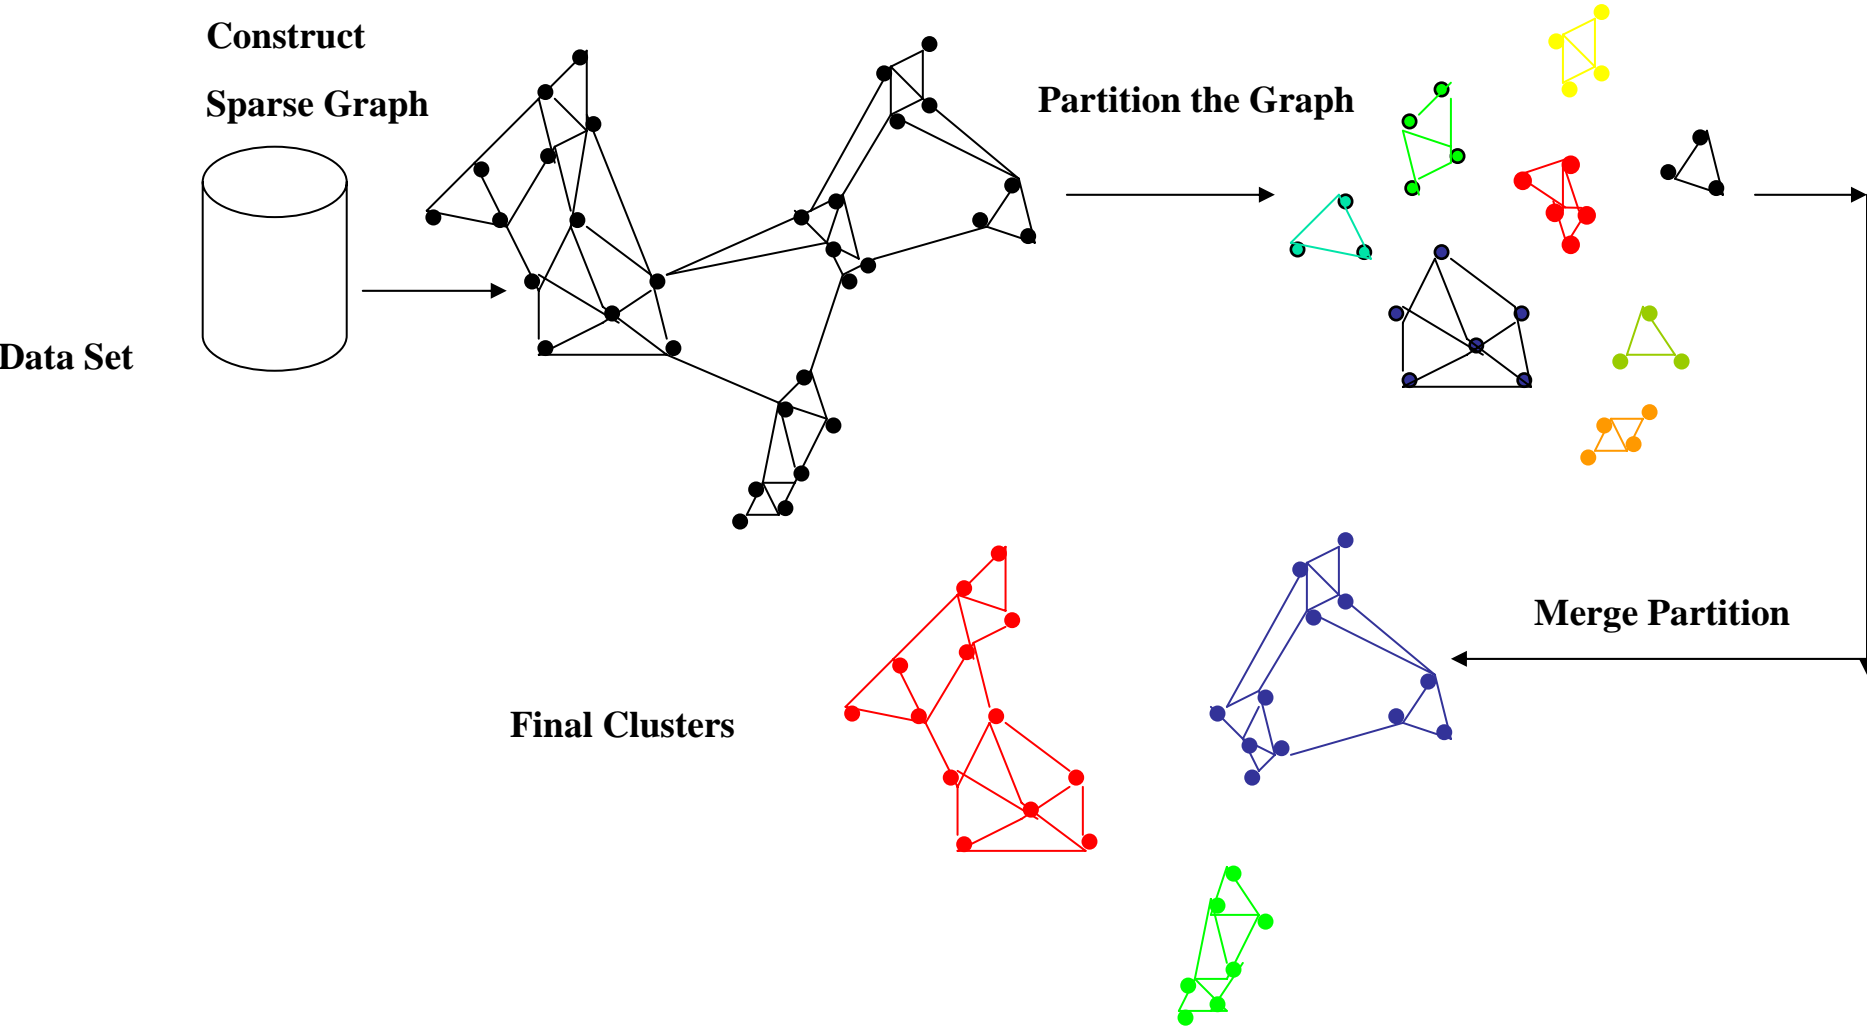 Construct
Sparse Graph
Partition the Graph
Data Set
Merge Partition
Final Clusters